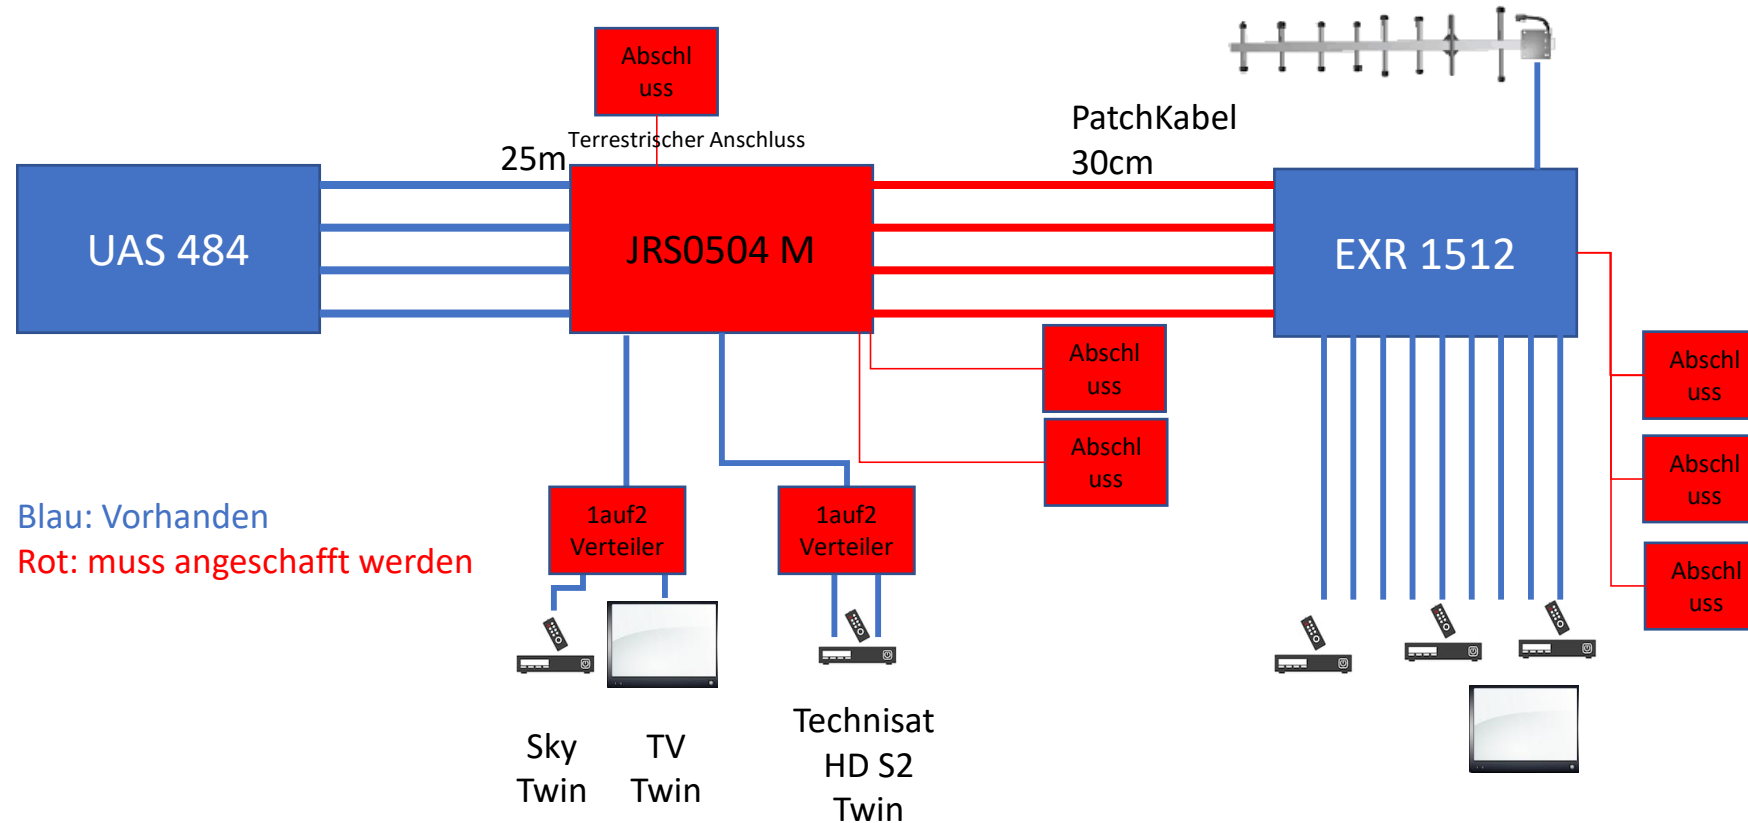 Abschl
uss
Terrestrischer Anschluss
25m
PatchKabel
30cm
UAS 484
JRS0504 M
EXR 1512
Abschl
uss
Abschl
uss
Abschl
uss
Abschl
uss
Abschl
uss
1auf2
Verteiler
1auf2
Verteiler
Blau: Vorhanden
Rot: muss angeschafft werden
Sky
Twin
TV
Twin
Technisat
HD S2
Twin